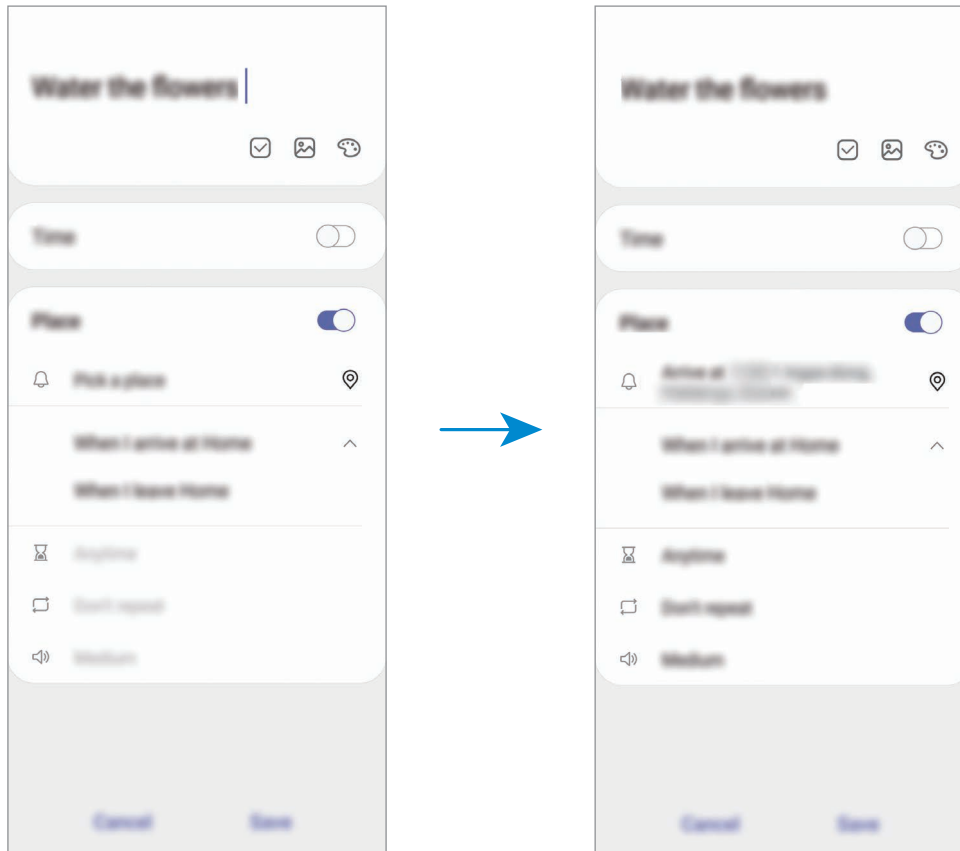 Water the flowers
Time
Place
Pick a place
When I arrive at Home
When I leave Home
Anytime
Don't repeat
Medium
Cancel
Save
Water the flowers
Time
Place
Arrive at
When I arrive at Home
When I leave Home
Anytime
Don't repeat
Medium
Cancel
Save